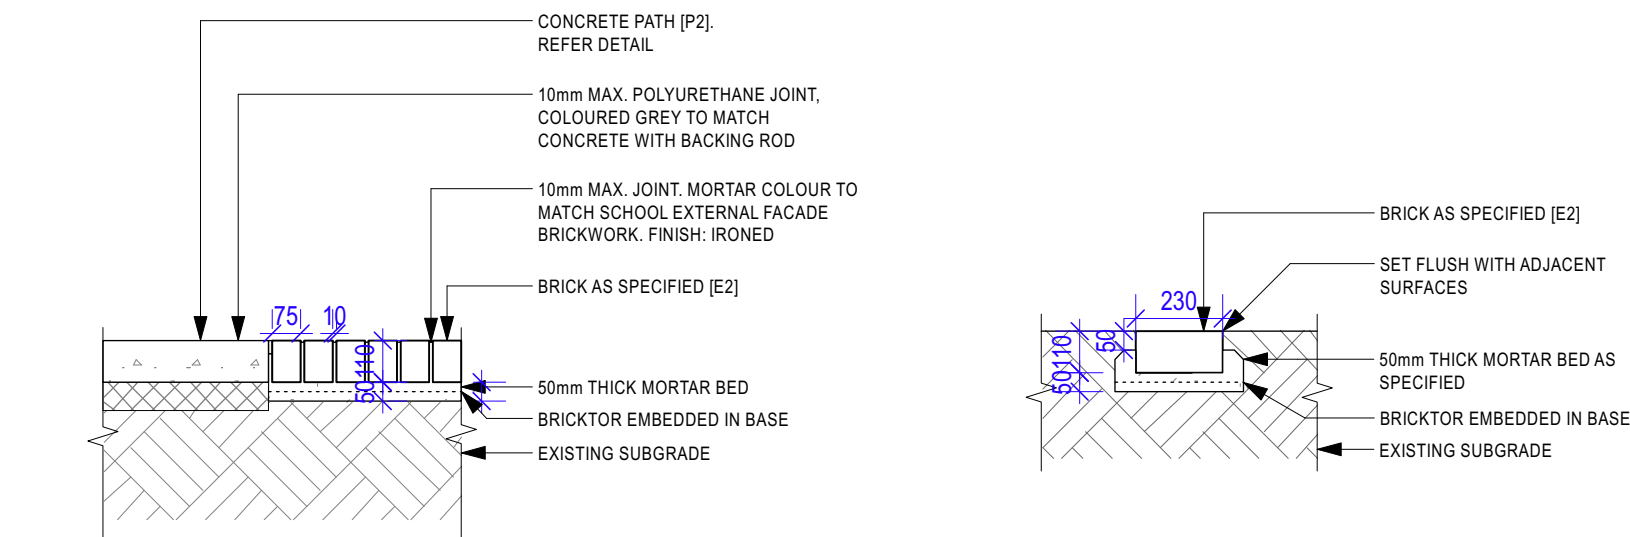 CONCRETE PATH [P2].
REFER DETAIL
10mm MAX. POLYURETHANE JOINT,
COLOURED GREY TO MATCH
CONCRETE WITH BACKING ROD
10mm MAX. JOINT. MORTAR COLOUR TO
MATCH SCHOOL EXTERNAL FACADE
BRICKWORK. FINISH: IRONED
BRICK AS SPECIFIED [E2]
75
10
110
50
50mm THICK MORTAR BED
BRICKTOR EMBEDDED IN BASE
EXISTING SUBGRADE
BRICK AS SPECIFIED [E2]
SET FLUSH WITH ADJACENT
SURFACES
230
50
110
50
50mm THICK MORTAR BED AS
SPECIFIED
BRICKTOR EMBEDDED IN BASE
EXISTING SUBGRADE